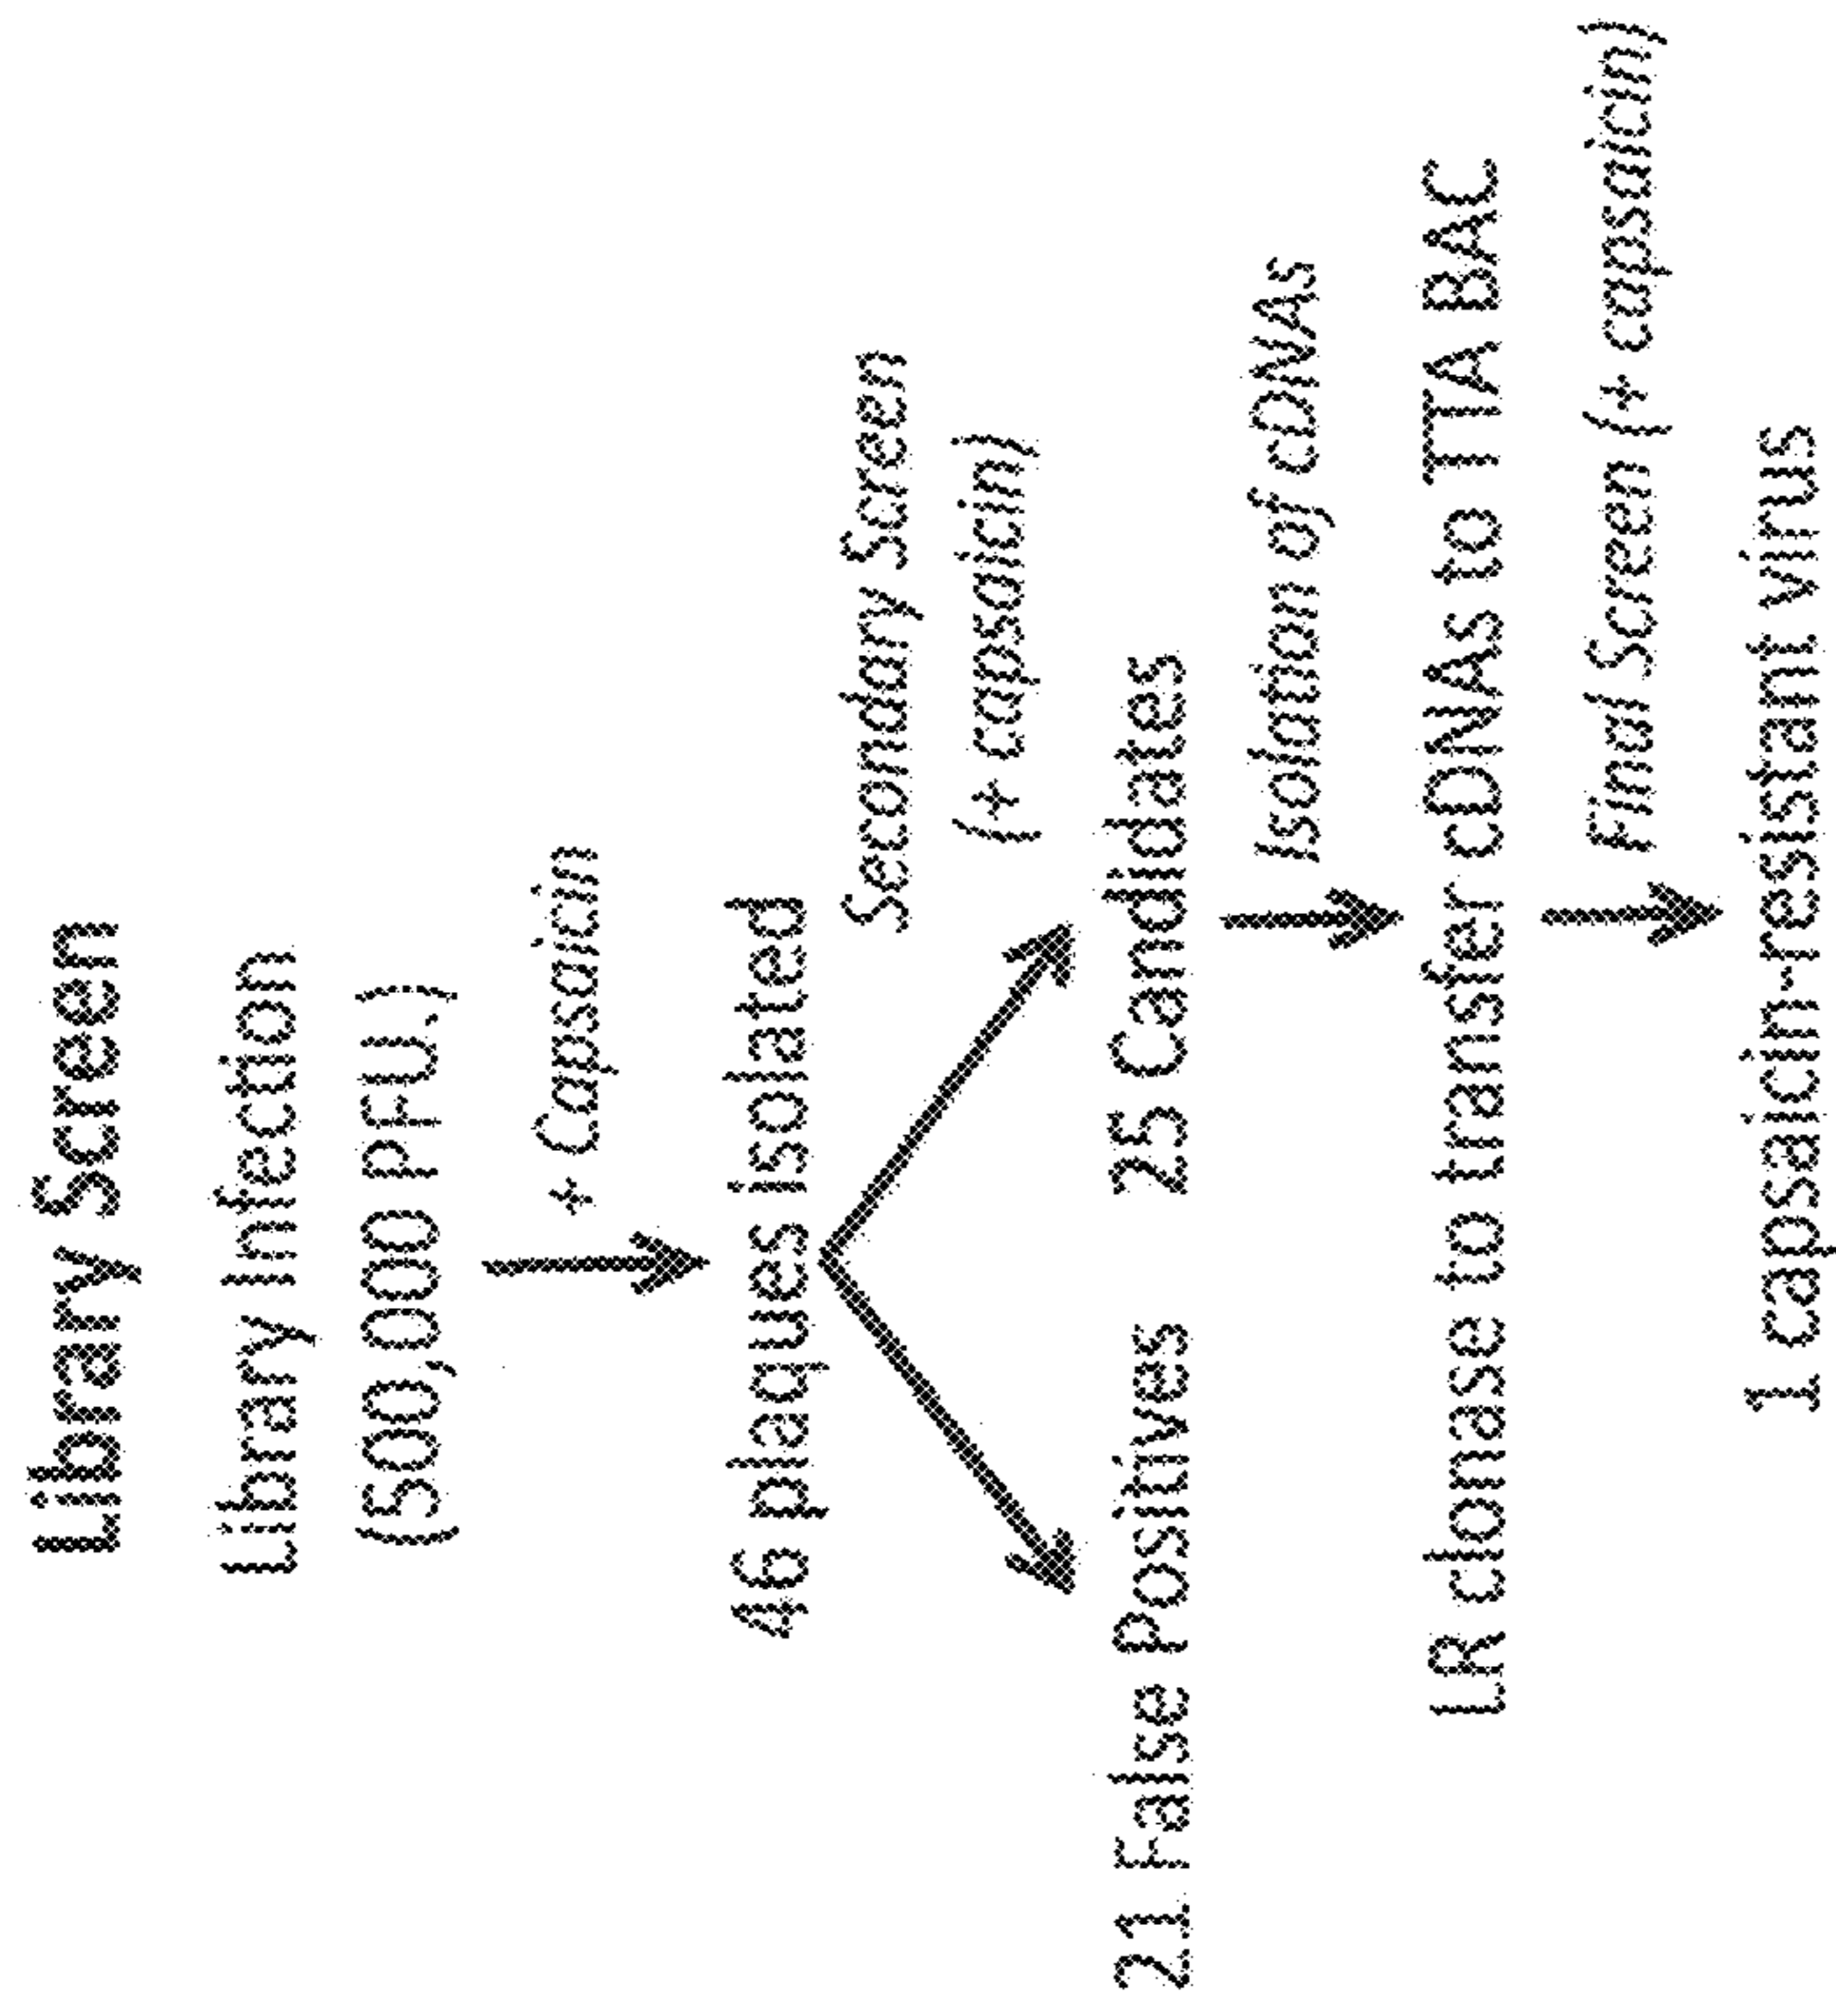 Library Screen
Library Infection
(500,000 PFU.)
+ Capsaicin
46 plaques isolated
Secondary Screen
(+ capsaicin)
21 False Positives
25 Candidates
Isolation of cDNAs
LR clonase to transfer cDNAs to TTTA BAC
Final Screen (+ capsaicin)
1 capsaicin-resistant virus